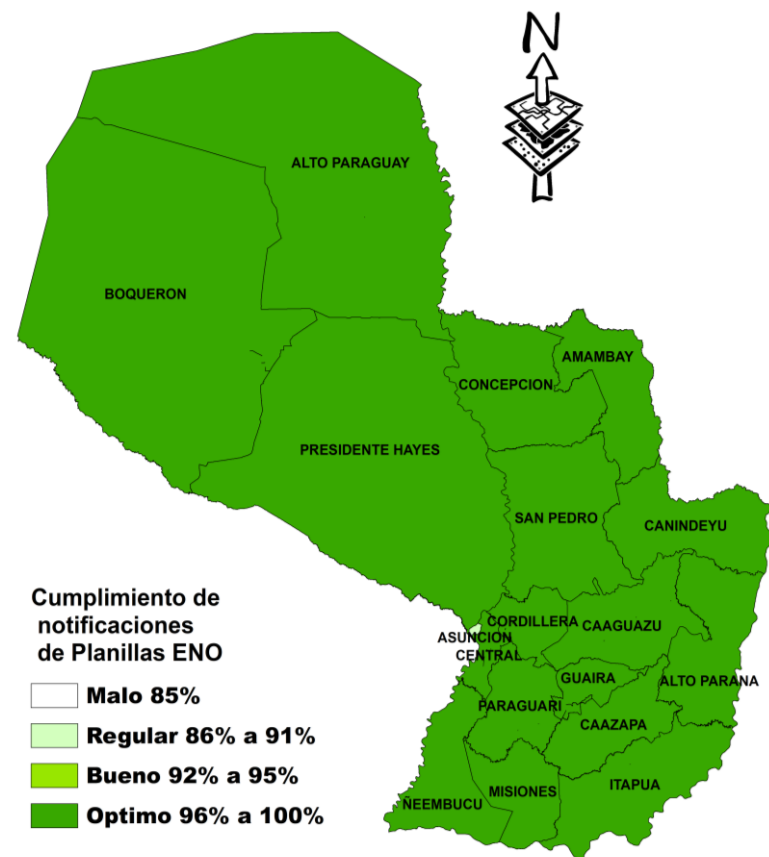 N
ALTO PARAGUAY
BOQUERON
AMAMBAY
CONCEPCION
PRESIDENTE HAYES
SAN PEDRO
CANINDEYU
CORDILLERA
CAAGUAZU
ASUNCION
CENTRAL
GUAIRA
ALTO PARANA
PARAGUARI
CAAZAPA
ITAPUA
MISIONES
ÑEEMBUCU
Cumplimiento de
notificaciones
de Planillas ENO
Malo 85%
Regular 86% a 91%
Bueno 92% a 95%
Optimo 96% a 100%